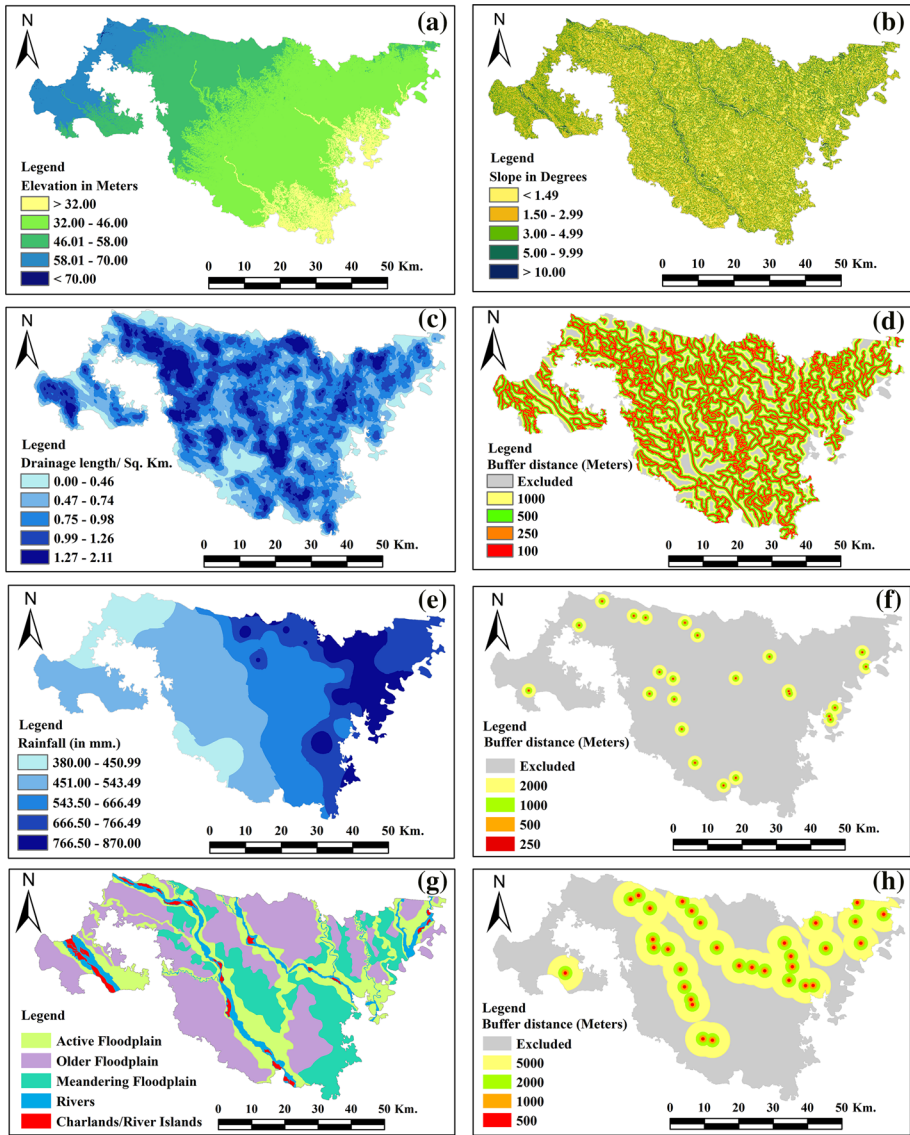 N
(a)
Legend
Elevation in Meters
> 32.00
32.00 - 46.00
46.01 - 58.00
58.01 - 70.00
< 70.00
0 10 20 30 40 50 Km.
N
(b)
Legend
Slope in Degrees
< 1.49
1.50 - 2.99
3.00 - 4.99
5.00 - 9.99
> 10.00
0 10 20 30 40 50 Km.
N
(c)
Legend
Drainage length/ Sq. Km.
0.00 - 0.46
0.47 - 0.74
0.75 - 0.98
0.99 - 1.26
1.27 - 2.11
0 10 20 30 40 50 Km.
N
(d)
Legend
Buffer distance (Meters)
Excluded
1000
500
250
100
0 10 20 30 40 50 Km.
N
(e)
Legend
Rainfall (in mm.)
380.00 - 450.99
451.00 - 543.49
543.50 - 666.49
666.50 - 766.49
766.50 - 870.00
0 10 20 30 40 50 Km.
N
(f)
Legend
Buffer distance (Meters)
Excluded
2000
1000
500
250
0 10 20 30 40 50 Km.
N
(g)
Legend
Active Floodplain
Older Floodplain
Meandering Floodplain
Rivers
Charlands/River Islands
0 10 20 30 40 50 Km.
N
(h)
Legend
Buffer distance (Meters)
Excluded
5000
2000
1000
500
0 10 20 30 40 50 Km.